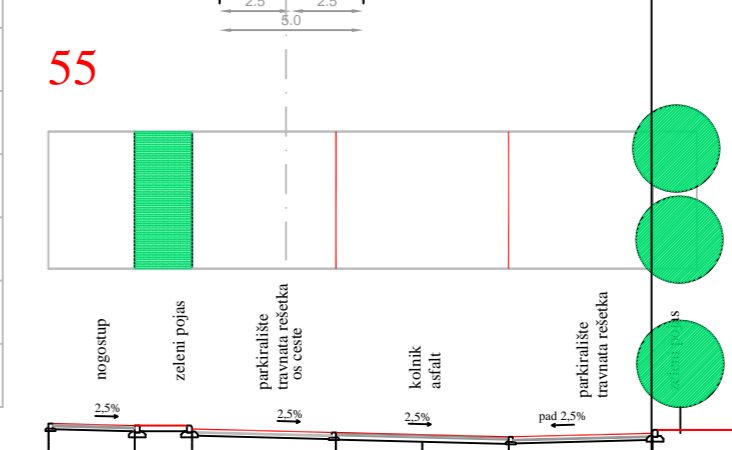 2.5 2.5
5.0
55
nogostup
zeleni pojas
parkiralište
travnata rešetka
os ceste
kolnik
asfalt
parkiralište
travnata rešetka
zeleni pojas
2,5%
2,5%
2,5%
pad 2,5%